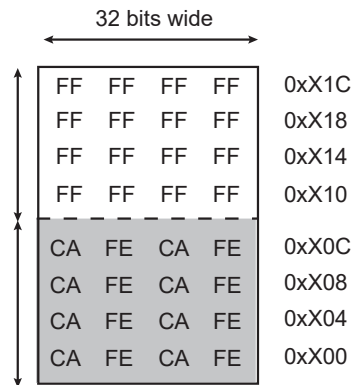 32 bits wide
FF FF FF FF 0xX1C
FF FF FF FF 0xX18
FF FF FF FF 0xX14
FF FF FF FF 0xX10
CA FE CA FE 0xX0C
CA FE CA FE 0xX08
CA FE CA FE 0xX04
CA FE CA FE 0xX00